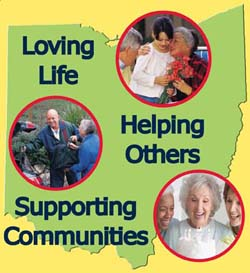 Loving
Life
Helping
Others
Supporting
Communities